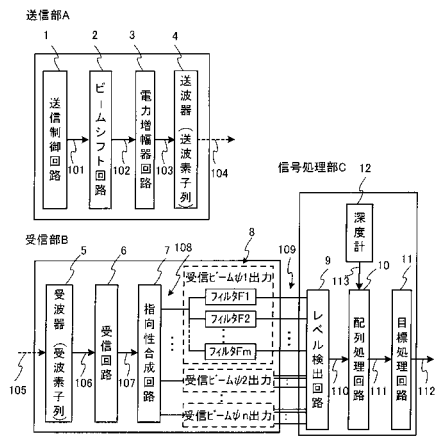 送信部A
1
2
3
4
送信制御回路
ビームシフト回路
電力増幅器回路
送波器(送波素子列)
101
102
103
104
信号処理部C
12
深度計
113
受信部B
5
6
7
108
8
109
9
10
11
受波器(受波素子列)
受信回路
指向性合成回路
受信ビームψ1出力
フィルタF1
フィルタF2
フィルタFm
受信ビームψ2出力
受信ビームψn出力
レベル検出回路
配列処理回路
目標処理回路
105
106
107
110
111
112